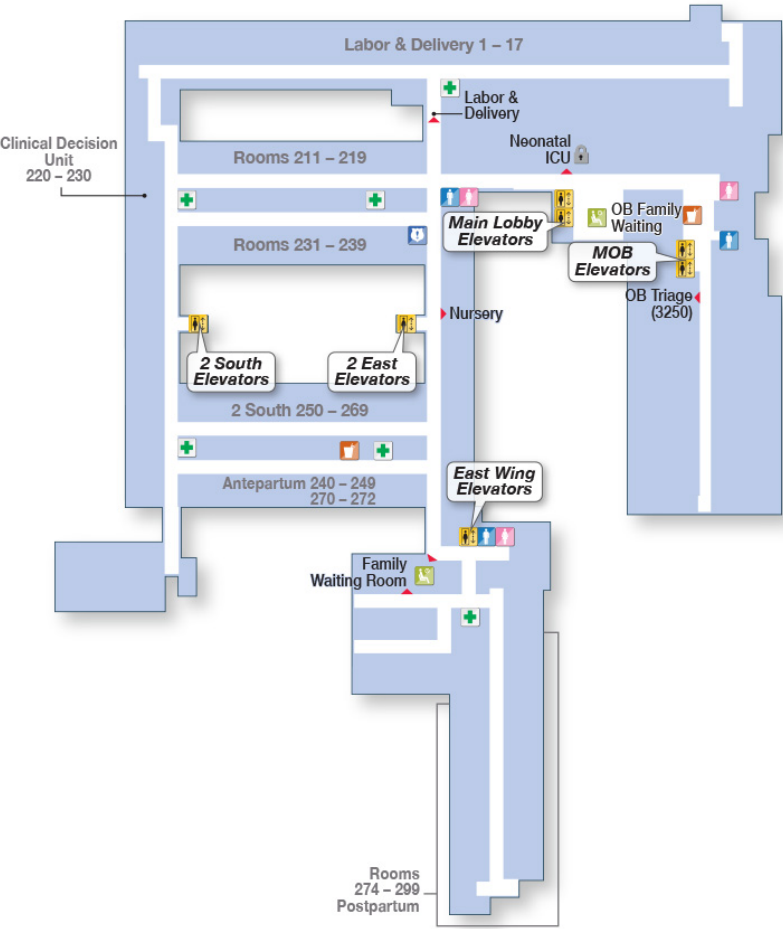 Labor & Delivery 1 – 17
Labor &
Delivery
Clinical Decision
Unit
220 – 230
Neonatal
ICU
Rooms 211 – 219
Main Lobby
Elevators
OB Family
Waiting
Rooms 231 – 239
MOB
Elevators
OB Triage
(3250)
Nursery
2 South
Elevators
2 East
Elevators
2 South 250 – 269
Antepartum 240 – 249
270 – 272
East Wing
Elevators
Family
Waiting Room
Rooms
274 – 299
Postpartum